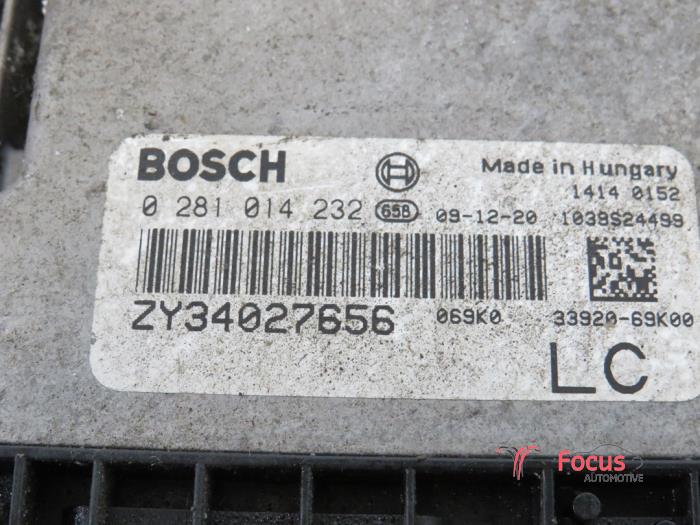 BOSCH
Made in Hungary
1414 0152
0 281 014 232 658 09-12-20 1039S24499
ZY34027656 069K0 33920-69K00
LC
Focus
AUTOMOTIVE